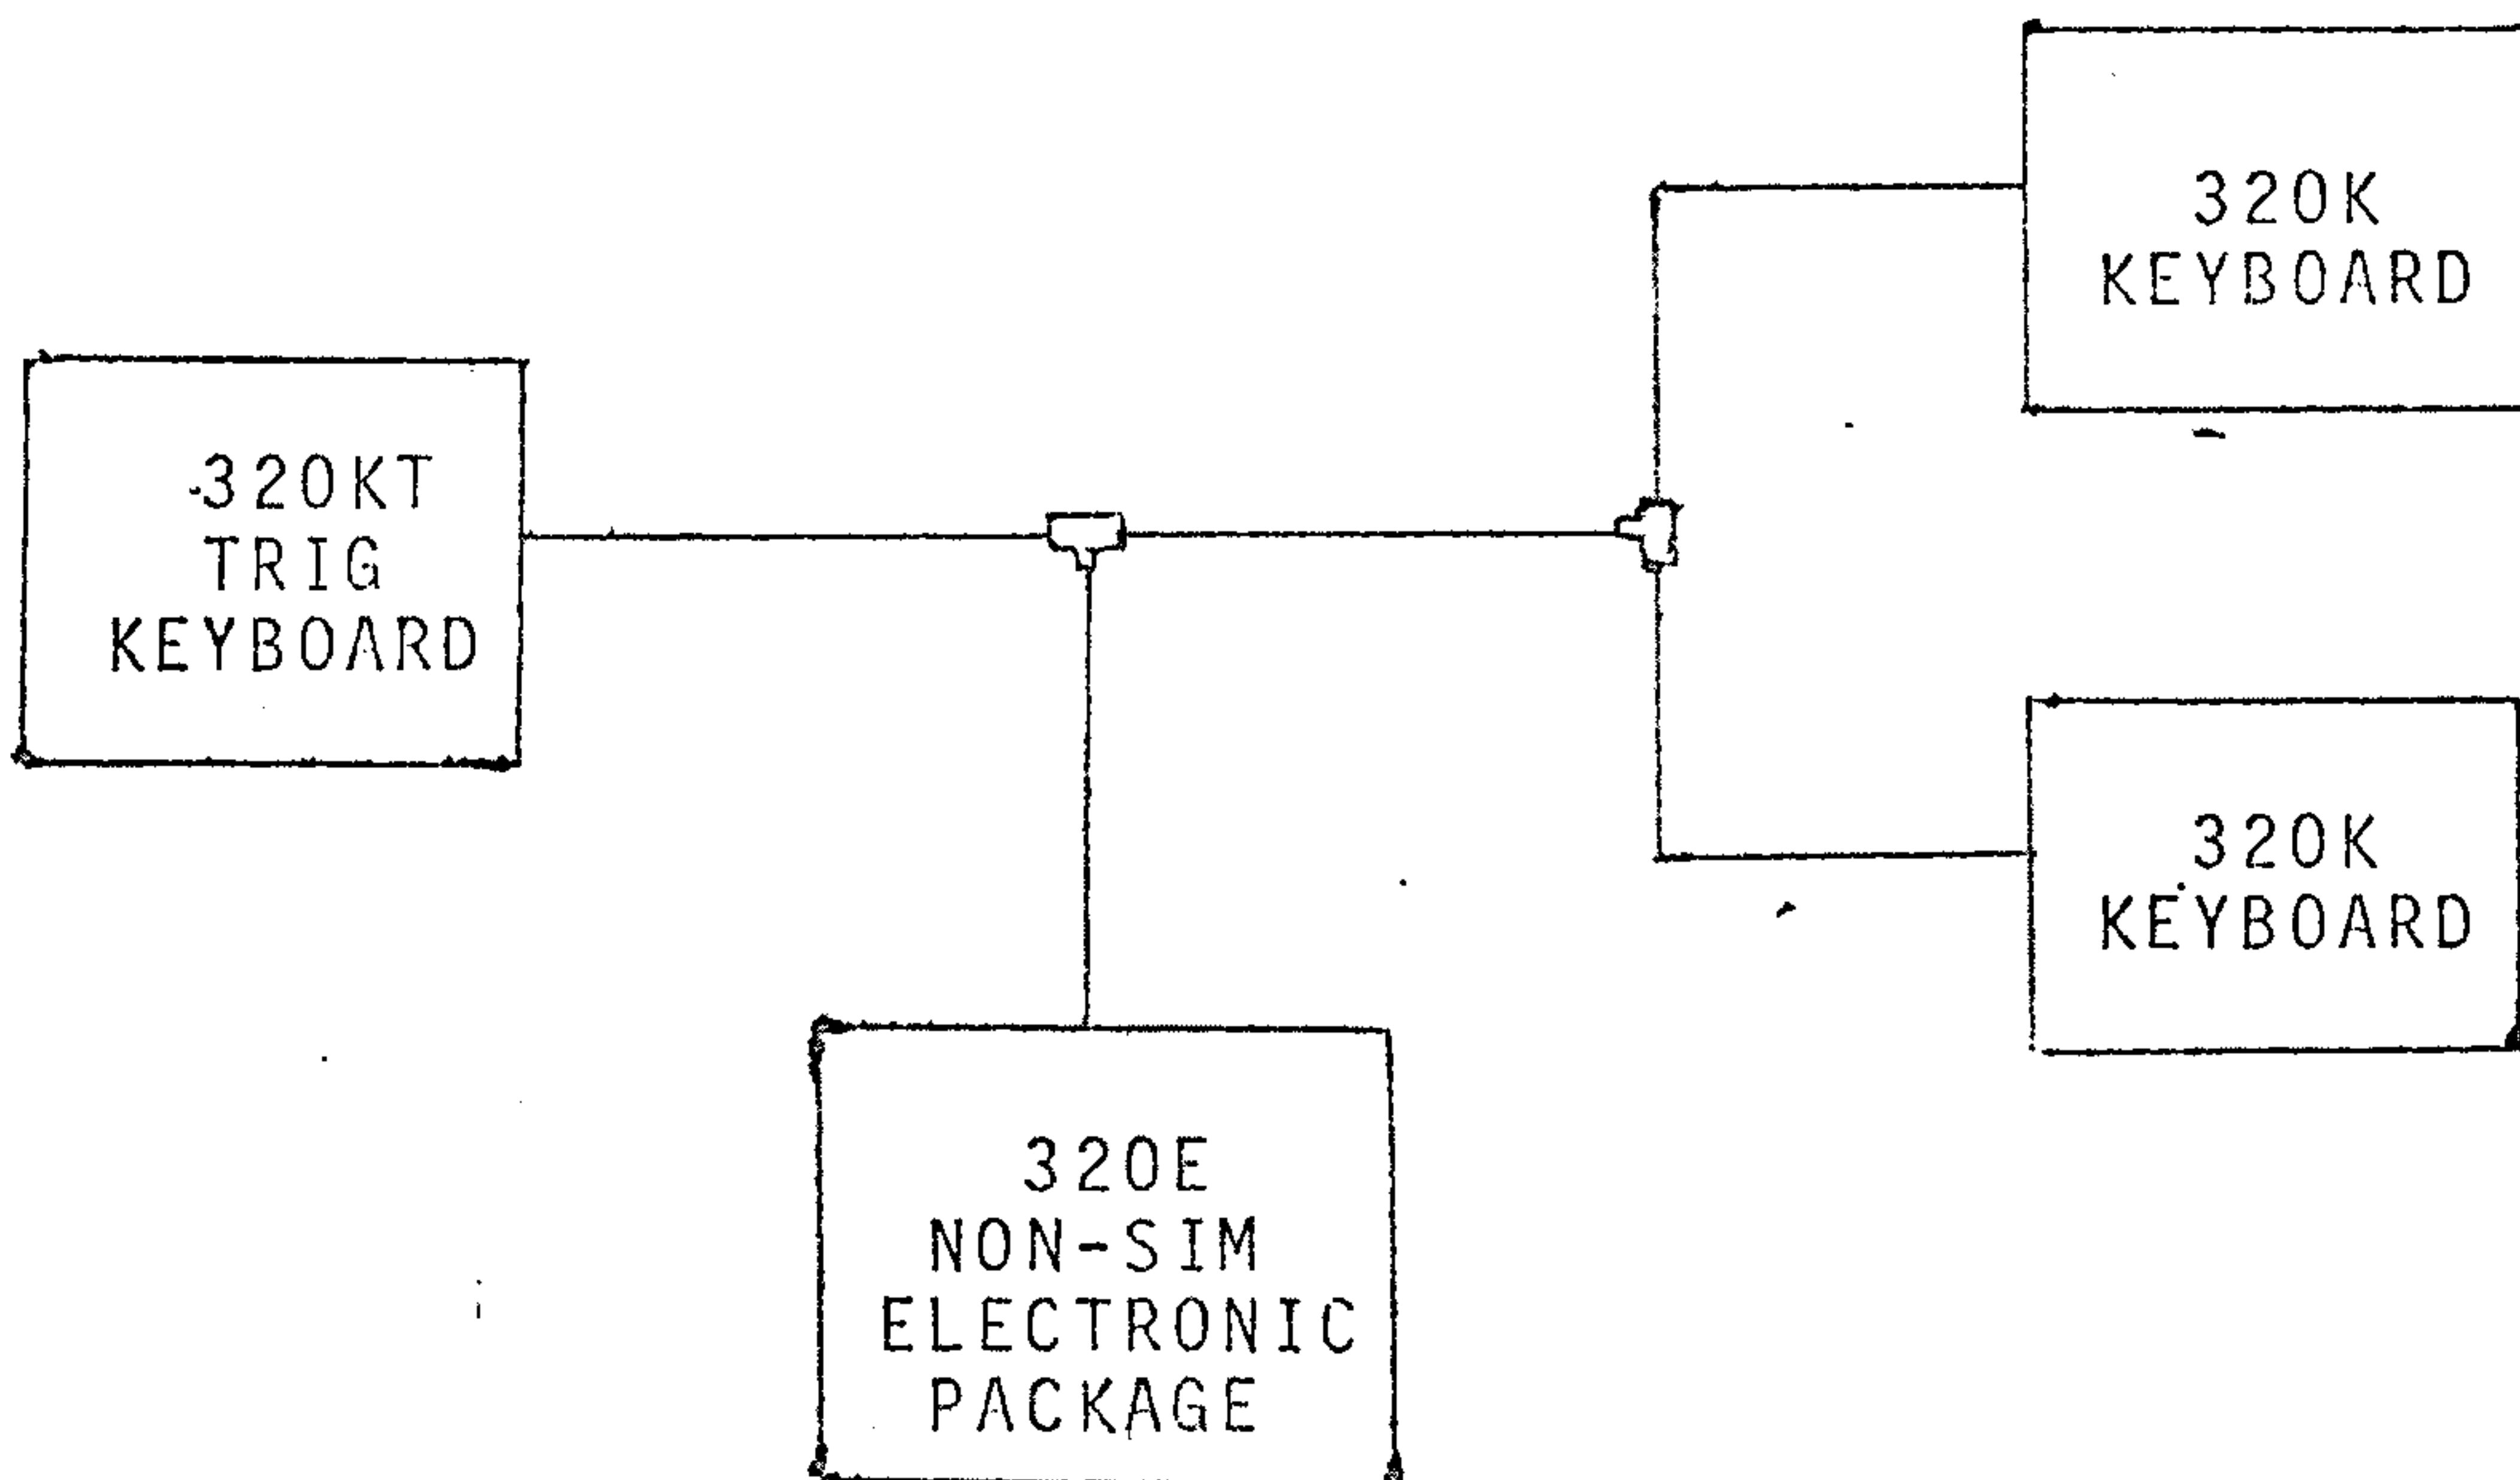 320K
KEYBOARD
320KT
TRIG
KEYBOARD
320K
KEYBOARD
320E
NON-SIM
ELECTRONIC
PACKAGE